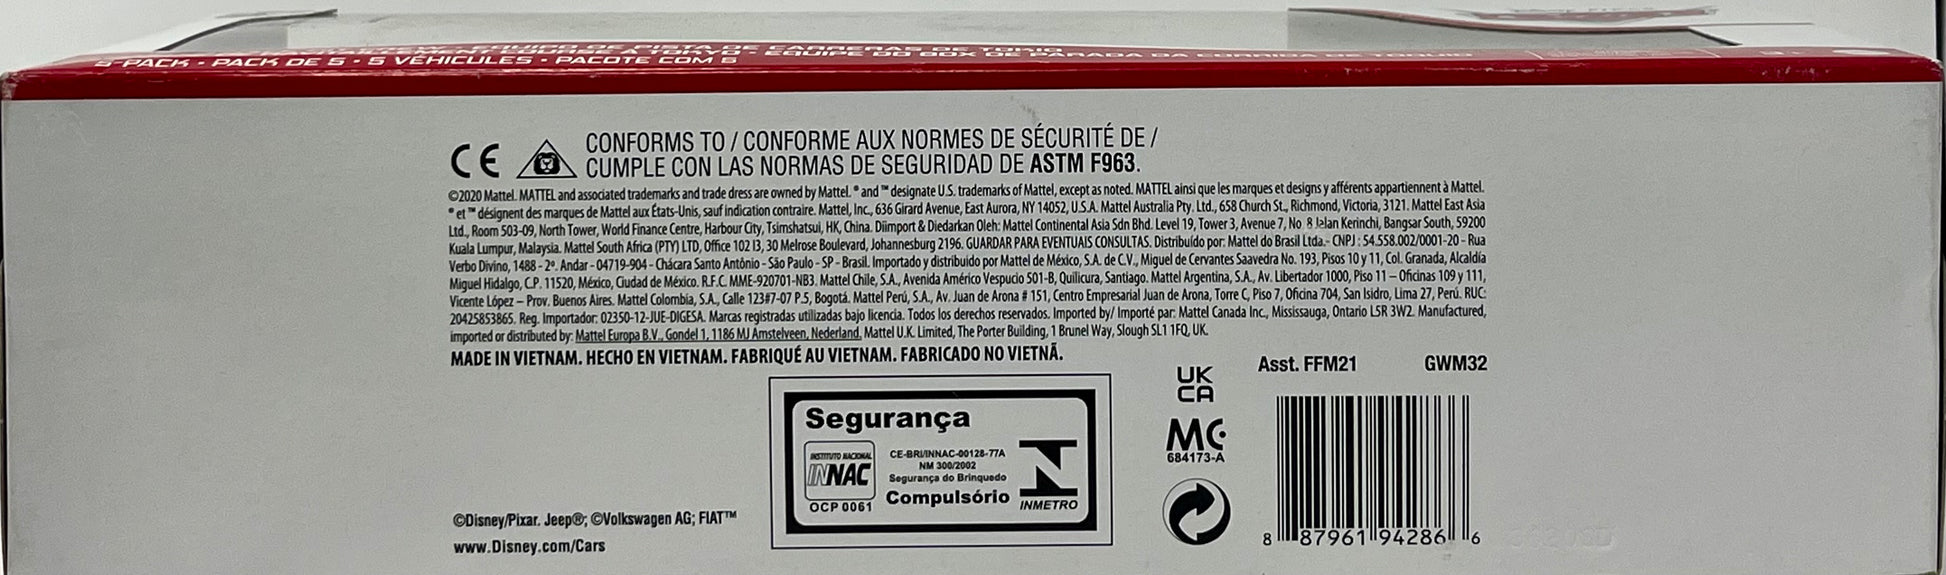 EQUIPO DE PISTA DE CARRERAS DE TOKIO
À TOKYO • EQUIPE DO BOX DE PARADA DA CORRIDA
5-PACK • PACK DE 5 • 5 VÉHICULES • PACOTE COM 5
CE CONFORMS TO / CONFORME AUX NORMES DE SÉCURITÉ DE /
CUMPLE CON LAS NORMAS DE SEGURIDAD DE ASTM F963.
©2020 Mattel. MATTEL and associated trademarks and trade dress are owned by Mattel. ® and ™ designate U.S. trademarks of Mattel, except as noted. MATTEL ainsi que les marques et designs y afférents appartiennent à Mattel.
® et ™ désignent des marques de Mattel aux États-Unis, sauf indication contraire. Mattel, Inc., 636 Girard Avenue, East Aurora, NY 14052, U.S.A. Mattel Australia Pty. Ltd., 658 Church St., Richmond, Victoria, 3121. Mattel East Asia
Ltd., Room 503-09, North Tower, World Finance Centre, Harbour City, Tsimshatsui, HK, China. Diimport & Diedarkan Oleh: Mattel Continental Asia Sdn Bhd. Level 19, Tower 3, Avenue 7, No. 8 Jalan Kerinchi, Bangsar South, 59200
Kuala Lumpur, Malaysia. Mattel South Africa (PTY) LTD, Office 102 I3, 30 Melrose Boulevard, Johannesburg 2196. GUARDAR PARA EVENTUAIS CONSULTAS. Distribuído por: Mattel do Brasil Ltda.- CNPJ : 54.558.002/0001-20 - Rua
Verbo Divino, 1488 - 2º. Andar - 04719-904 - Chácara Santo Antônio - São Paulo - SP - Brasil. Importado y distribuido por Mattel de México, S.A. de C.V., Miguel de Cervantes Saavedra No. 193, Pisos 10 y 11, Col. Granada, Alcaldía
Miguel Hidalgo, C.P. 11520, México, Ciudad de México. R.F.C. MME-920701-NB3. Mattel Chile, S.A., Avenida Américo Vespucio 501-B, Quilicura, Santiago. Mattel Argentina, S.A., Av. Libertador 1000, Piso 11 – Oficinas 109 y 111,
Vicente López – Prov. Buenos Aires. Mattel Colombia, S.A., Calle 123#7-07 P.5, Bogotá. Mattel Perú, S.A., Av. Juan de Arona # 151, Centro Empresarial Juan de Arona, Torre C, Piso 7, Oficina 704, San Isidro, Lima 27, Perú. RUC:
20425853865. Reg. Importador: 02350-12-JUE-DIGESA. Marcas registradas utilizadas bajo licencia. Todos los derechos reservados. Imported by/ Importé par: Mattel Canada Inc., Mississauga, Ontario L5R 3W2. Manufactured,
imported or distributed by: Mattel Europa B.V., Gondel 1, 1186 MJ Amstelveen, Nederland. Mattel U.K. Limited, The Porter Building, 1 Brunel Way, Slough SL1 1FQ, UK.
MADE IN VIETNAM. HECHO EN VIETNAM. FABRIQUÉ AU VIETNAM. FABRICADO NO VIETNÃ.
Asst. FFM21 GWM32
UK
CA
MC
684173-A
Segurança
INSTITUTO NACIONAL
INNAC
OCP 0061
CE-BRI/INNAC-00128-77A
NM 300/2002
Segurança do Brinquedo
Compulsório
INMETRO
©Disney/Pixar. Jeep®; ©Volkswagen AG; FIAT™
www.Disney.com/Cars
8 87961 94286 6